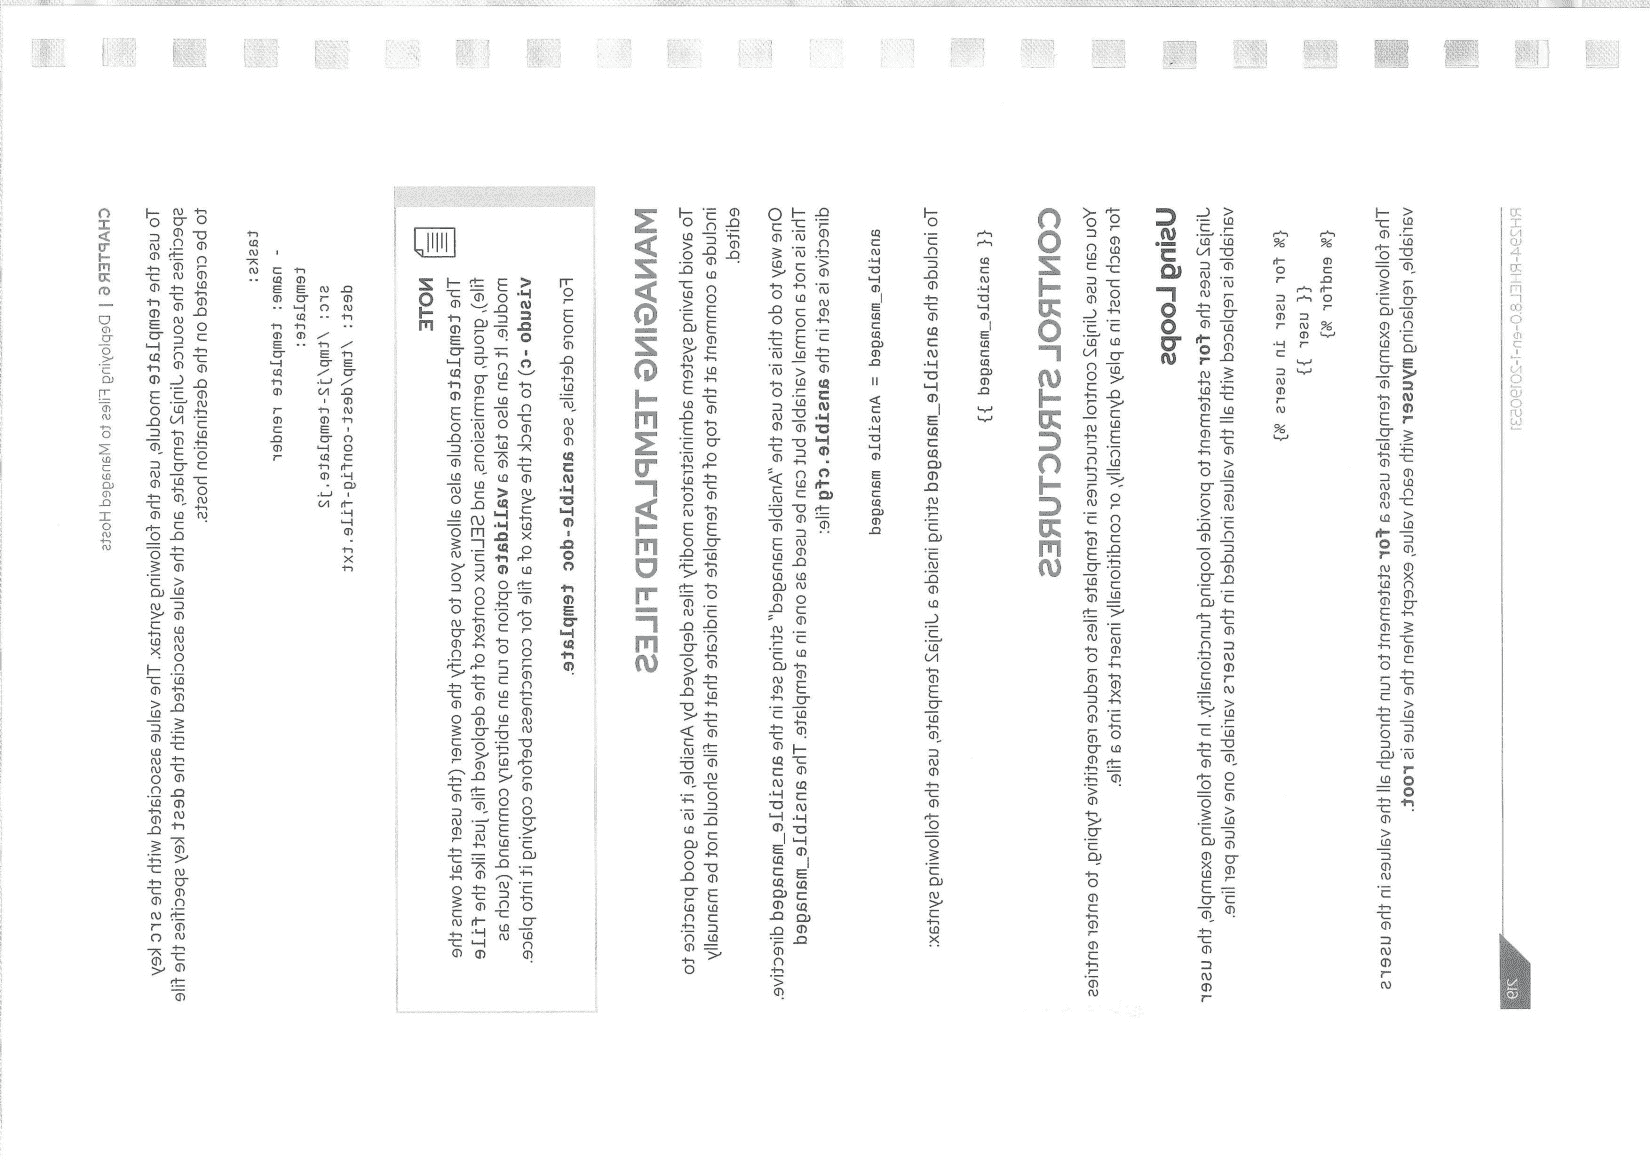 CHAPTER 6 | Deploying Files to Managed Hosts
To use the template module, use the following syntax. The value associated with the src key
specifies the source Jinja2 template, and the value associated with the dest key specifies the file
to be created on the destination hosts.
tasks:
- name: template render
template:
src: /tmp/j2-template.j2
dest: /tmp/dest-config-file.txt
NOTE
The template module also allows you to specify the owner (the user that owns the
file), group, permissions, and SELinux context of the deployed file, just like the file
module. It can also take a validate option to run an arbitrary command (such as
visudo -c) to check the syntax of a file for correctness before copying it into place.
For more details, see ansible-doc template.
MANAGING TEMPLATED FILES
To avoid having system administrators modify files deployed by Ansible, it is a good practice to
include a comment at the top of the template to indicate that the file should not be manually
edited.
One way to do this is to use the "Ansible managed" string set in the ansible_managed directive.
This is not a normal variable but can be used as one in a template. The ansible_managed
directive is set in the ansible.cfg file:
ansible_managed = Ansible managed
To include the ansible_managed string inside a Jinja2 template, use the following syntax:
{{ ansible_managed }}
CONTROL STRUCTURES
You can use Jinja2 control structures in template files to reduce repetitive typing, to enter entries
for each host in a play dynamically, or conditionally insert text into a file.
Using Loops
Jinja2 uses the for statement to provide looping functionality. In the following example, the user
variable is replaced with all the values included in the users variable, one value per line.
{% for user in users %}
{{ user }}
{% endfor %}
The following example template uses a for statement to run through all the values in the users
variable, replacing myuser with each value, except when the value is root.
RH294-RHEL8.0-en-1-20190531
219